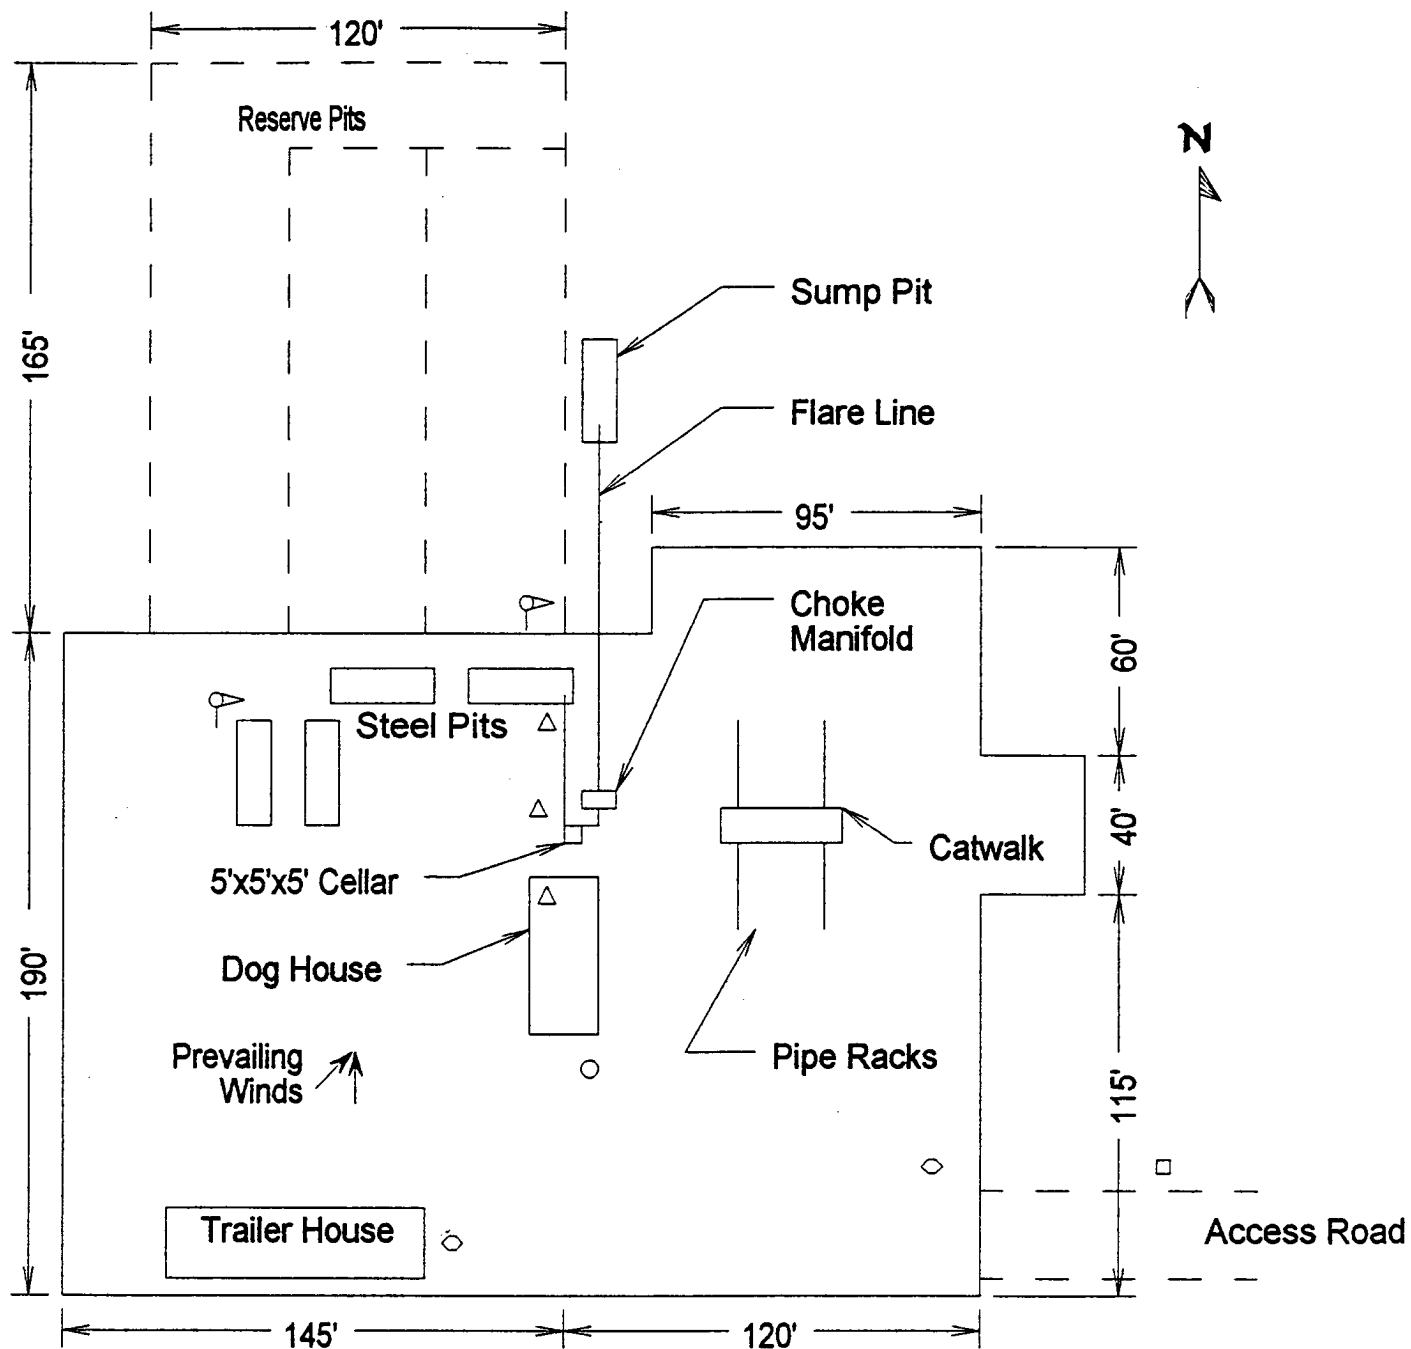 120'
Reserve Pits
N
Sump Pit
165'
Flare Line
95'
Choke
Manifold
60'
Steel Pits
40'
Catwalk
5'x5'x5' Cellar
Dog House
190'
Prevailing
Winds
Pipe Racks
115'
Trailer House
Access Road
145'
120'